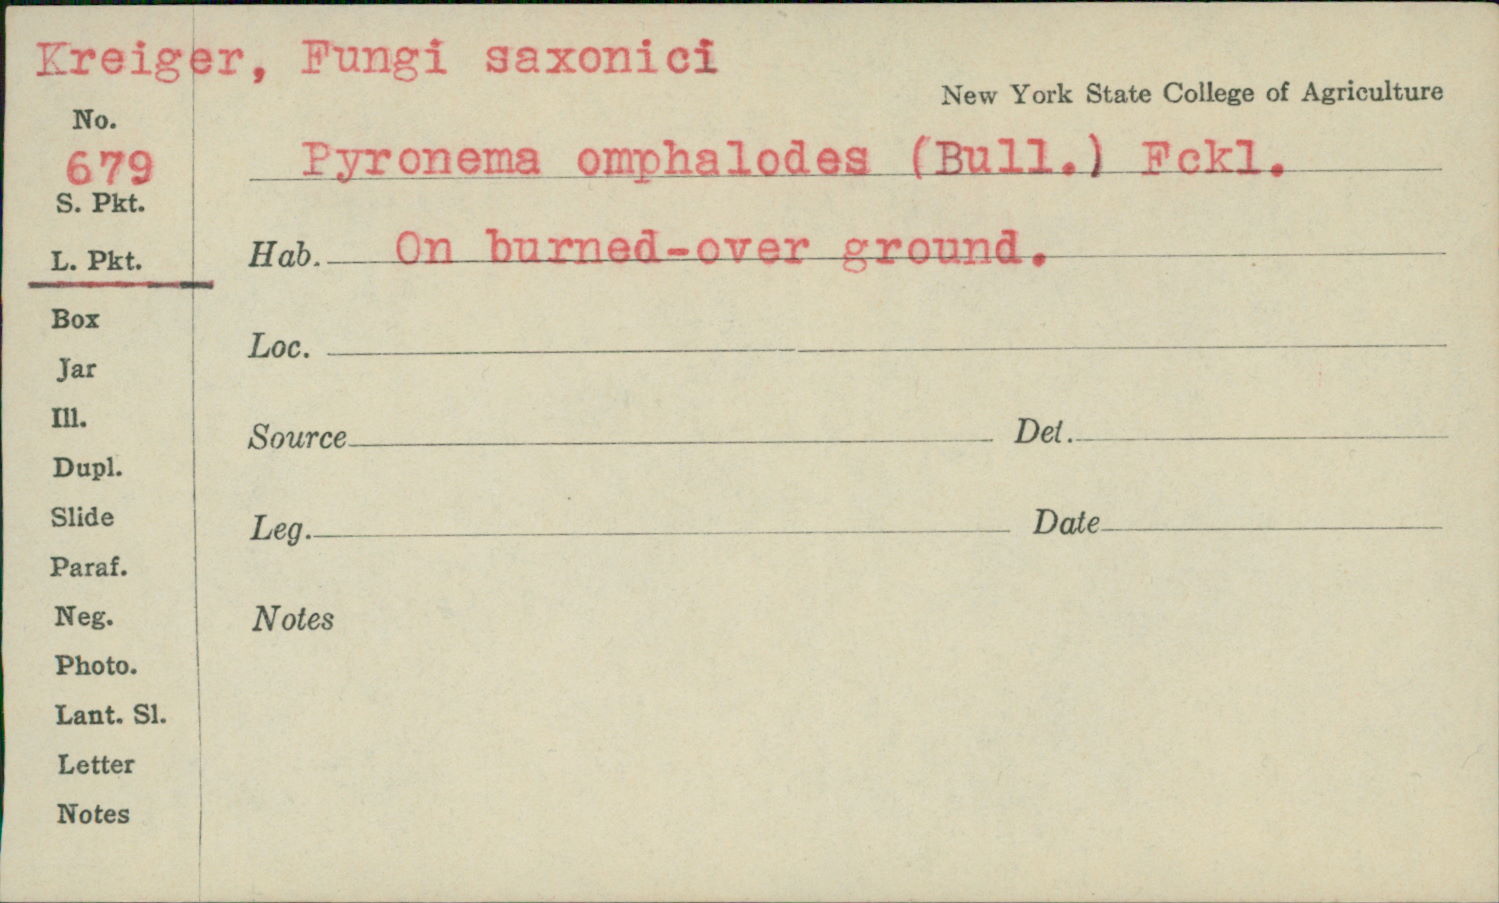 Kreiger, Fungi saxonici
New York State College of Agriculture
No.
679
Pyronema omphalodes (Bull.) Fckl.
S. Pkt.
Hab. On burned-over ground.
L. Pkt.
Box
Loc.
Jar
Ill.
Source Det.
Dupl.
Slide
Leg. Date
Paraf.
Neg.
Notes
Photo.
Lant. Sl.
Letter
Notes